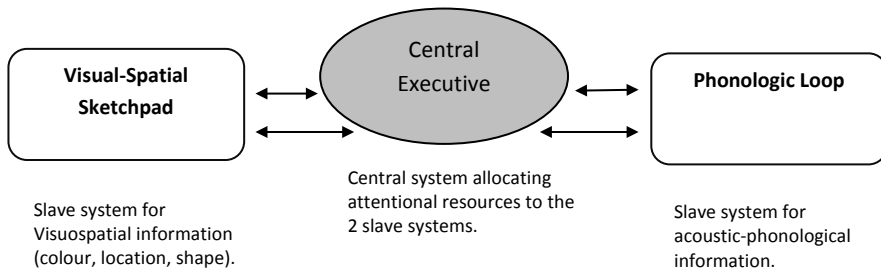 Visual-Spatial
Sketchpad
Central
Executive
Phonologic Loop
Slave system for
Visuospatial information
(colour, location, shape).
Central system allocating
attentional resources to the
2 slave systems.
Slave system for
acoustic-phonological
information.